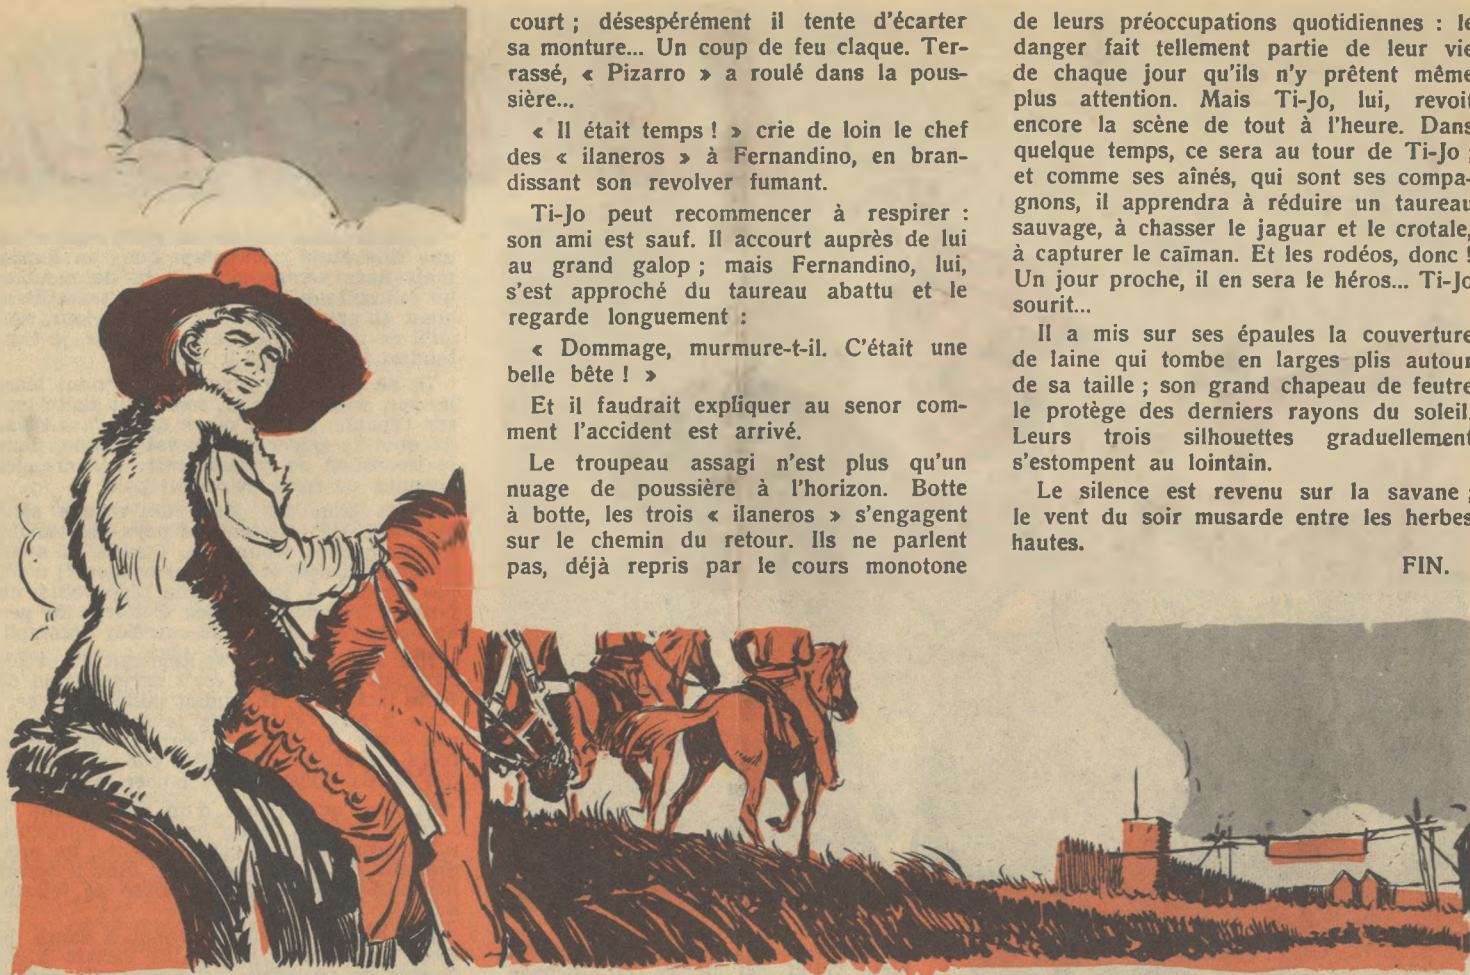 court ; désespérément il tente d'écarter
sa monture... Un coup de feu claque. Ter-
rassé, « Pizarro » a roulé dans la pous-
sière...
« Il était temps ! » crie de loin le chef
des « ilaneros » à Fernandino, en bran-
dissant son revolver fumant.
Ti-Jo peut recommencer à respirer :
son ami est sauf. Il accourt auprès de lui
au grand galop ; mais Fernandino, lui,
s'est approché du taureau abattu et le
regarde longuement :
« Dommage, murmure-t-il. C'était une
belle bête ! »
Et il faudrait expliquer au senor com-
ment l'accident est arrivé.
Le troupeau assagi n'est plus qu'un
nuage de poussière à l'horizon. Botte
à botte, les trois « ilaneros » s'engagent
sur le chemin du retour. Ils ne parlent
pas, déjà repris par le cours monotone
de leurs préoccupations quotidiennes : le
danger fait tellement partie de leur vie
de chaque jour qu'ils n'y prêtent même
plus attention. Mais Ti-Jo, lui, revoit
encore la scène de tout à l'heure. Dans
quelque temps, ce sera au tour de Ti-Jo ;
et comme ses aînés, qui sont ses compa-
gnons, il apprendra à réduire un taureau
sauvage, à chasser le jaguar et le crotale,
à capturer le caïman. Et les rodéos, donc !
Un jour proche, il en sera le héros... Ti-Jo
sourit...
Il a mis sur ses épaules la couverture
de laine qui tombe en larges plis autour
de sa taille ; son grand chapeau de feutre
le protège des derniers rayons du soleil.
Leurs trois silhouettes graduellement
s'estompent au lointain.
Le silence est revenu sur la savane ;
le vent du soir musarde entre les herbes
hautes.
FIN.